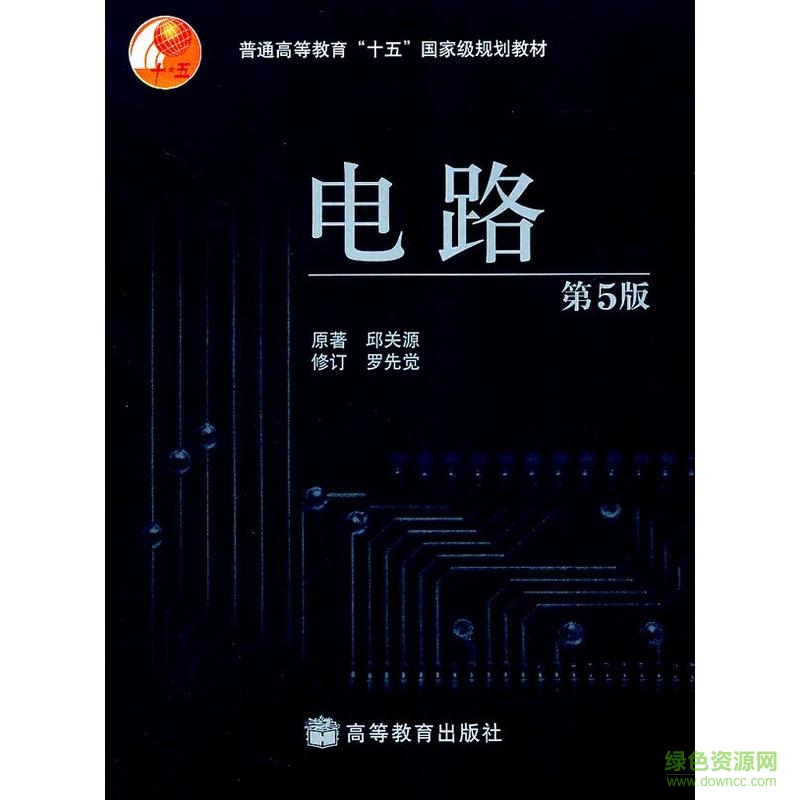 十★五
普通高等教育“十五”国家级规划教材
电路
第5版
原著 邱关源
修订 罗先觉
高等教育出版社
绿色资源网
www.downcc.com